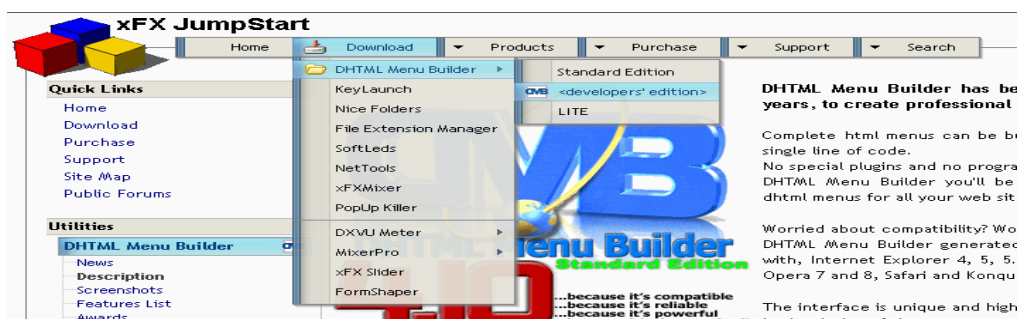 xFX JumpStart
Home
Download
Products
Purchase
Support
Search
Quick Links
Home
Download
Purchase
Support
Site Map
Public Forums
Utilities
DHTML Menu Builder
News
Description
Screenshots
Features List
Awards
DHTML Menu Builder
KeyLaunch
Nice Folders
File Extension Manager
SoftLeds
NetTools
xFXMixer
PopUp Killer
DXVU Meter
MixerPro
xFX Slider
FormShaper
Standard Edition
DMB <developers' edition>
LITE
DHTML Menu Builder
Standard Edition
...because it's compatible
...because it's reliable
...because it's powerful
DHTML Menu Builder has be
years, to create professional
Complete html menus can be bu
single line of code.
No special plugins and no progra
DHTML Menu Builder you'll be
dhtml menus for all your web sit
Worried about compatibility? Wo
DHTML Menu Builder generated
with, Internet Explorer 4, 5, 5.
Opera 7 and 8, Safari and Konqu
The interface is unique and high